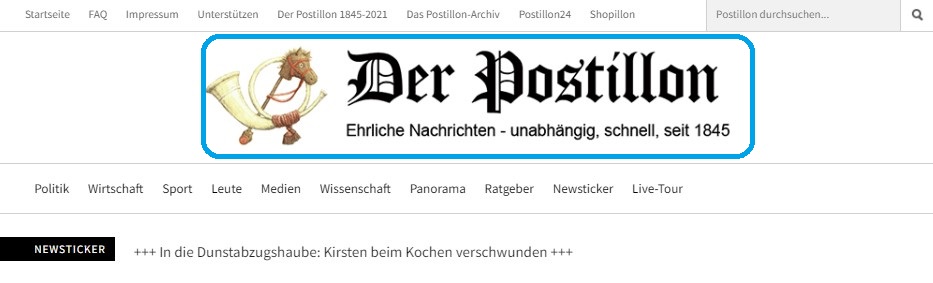 Startseite FAQ Impressum Unterstützen Der Postillon 1845-2021 Das Postillon-Archiv Postillon24 Shopillon Postillon durchsuchen...
Der Postillon
Ehrliche Nachrichten - unabhängig, schnell, seit 1845
Politik Wirtschaft Sport Leute Medien Wissenschaft Panorama Ratgeber Newsticker Live-Tour
NEWSTICKER +++ In die Dunstabzugshaube: Kirsten beim Kochen verschwunden +++